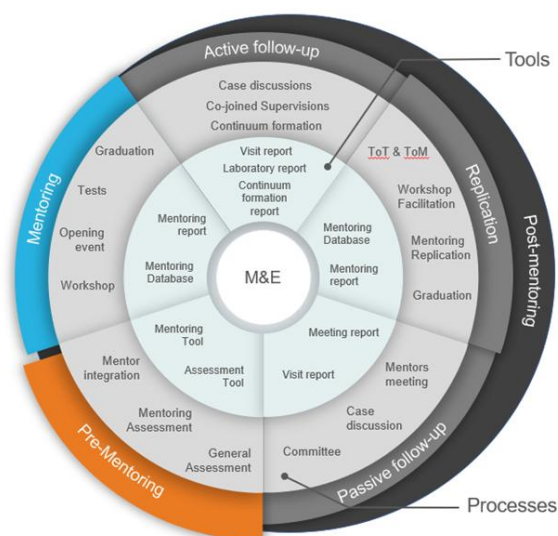 Active follow-up
Case discussions
Co-joined Supervisions
Continuum formation
Visit report
Laboratory report
Continuum
formation
report
Tools
Replication
ToT & ToM
Workshop
Facilitation
Mentoring
Replication
Graduation
Mentoring
Database
Mentoring
report
Post-mentoring
Passive follow-up
Mentors
meeting
Case
discussion
Committee
Meeting report
Visit report
Processes
Pre-Mentoring
General
Assessment
Mentoring
Assessment
Mentor
integration
Assessment
Tool
Mentoring
Tool
Mentoring
Workshop
Opening
event
Tests
Graduation
Mentoring
Database
Mentoring
report
M&E